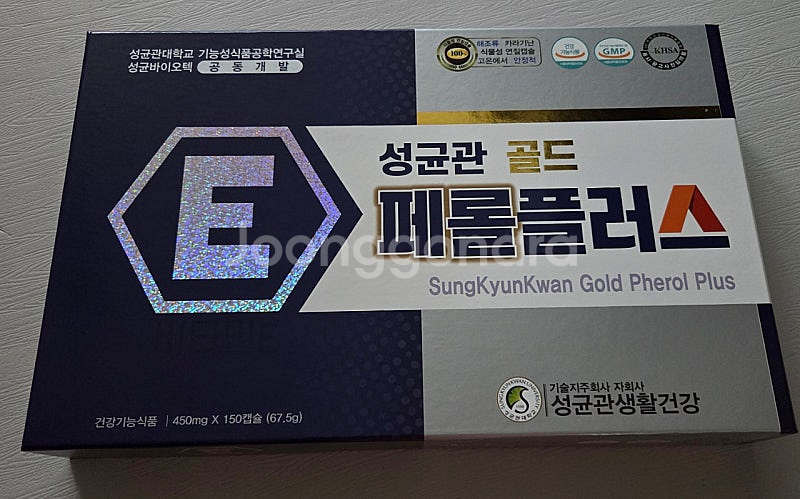 성균관대학교 기능성식품공학연구실
성균바이오텍 공동개발
100
해조류 카라기난
식물성 연질캡슐
고온에서 안정적
건강
기능식품
GMP
KHSA
E
성균관 골드
페롤플러스
SungKyunKwan Gold Pherol Plus
Joonggonara
비타민E
건강기능식품 | 450mg X 150캡슐 (67.5g)
기술지주회사 자회사
성균관생활건강